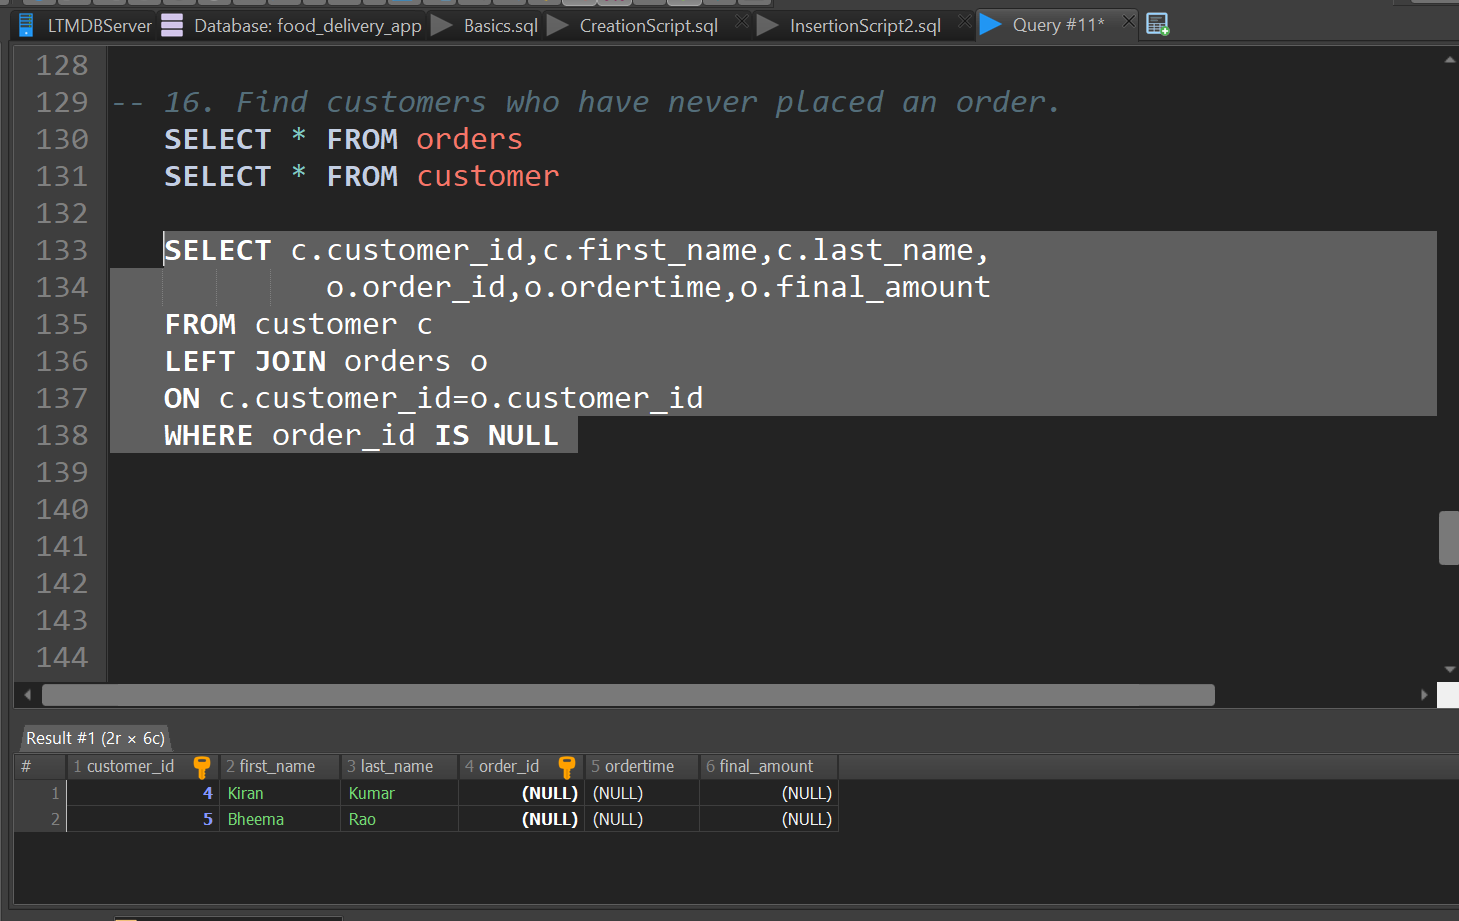 LTMDBServer Database: food_delivery_app Basics.sql CreationScript.sql InsertionScript2.sql Query #11*
128
129 -- 16. Find customers who have never placed an order.
130 SELECT * FROM orders
131 SELECT * FROM customer
132
133 SELECT c.customer_id,c.first_name,c.last_name,
134 o.order_id,o.ordertime,o.final_amount
135 FROM customer c
136 LEFT JOIN orders o
137 ON c.customer_id=o.customer_id
138 WHERE order_id IS NULL
139
140
141
142
143
144
Result #1 (2r × 6c)
# 1 customer_id 2 first_name 3 last_name 4 order_id 5 ordertime 6 final_amount
1 4 Kiran Kumar (NULL) (NULL) (NULL)
2 5 Bheema Rao (NULL) (NULL) (NULL)